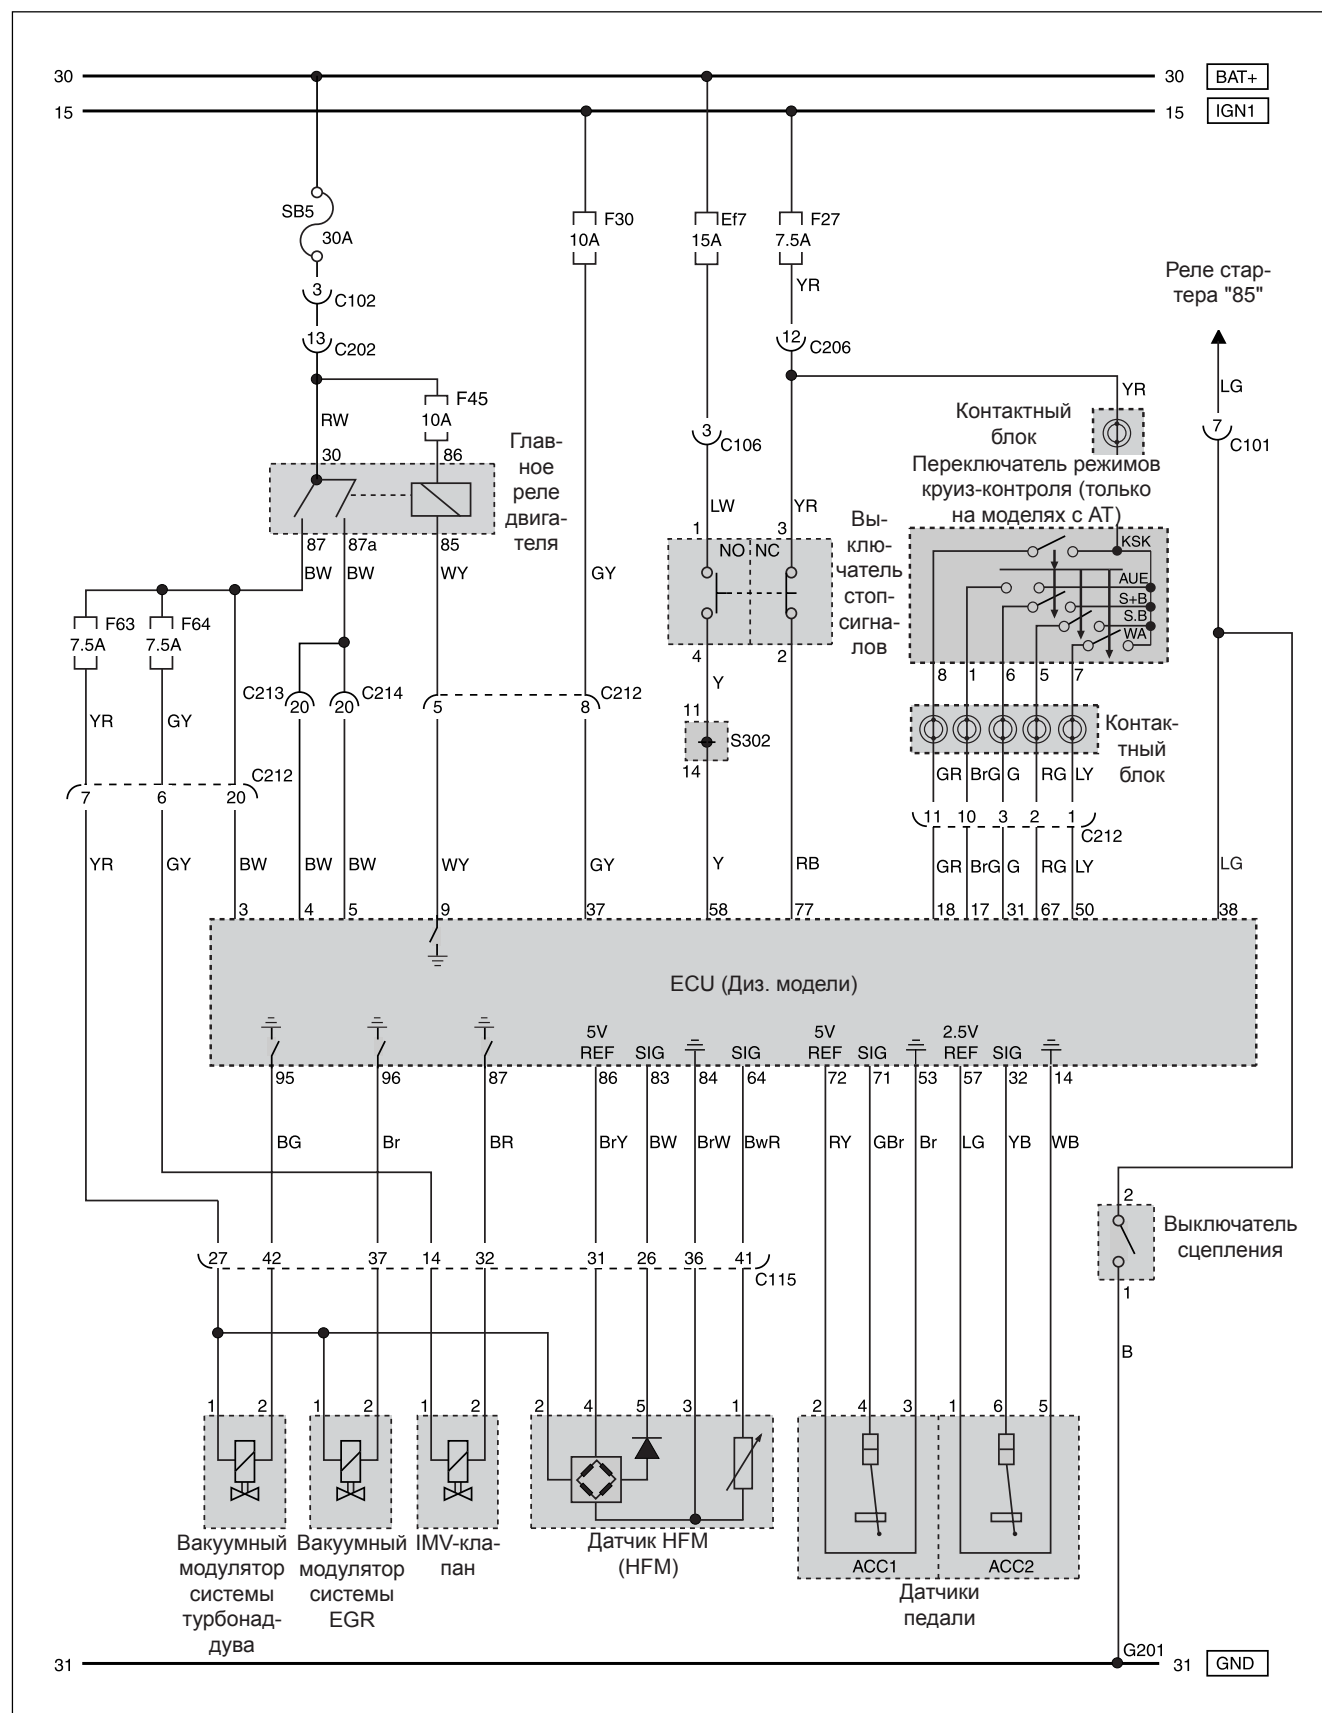 30 30 BAT+
15 15 IGN1
SB5
30A
F30
10A
Ef7
15A
F27
7.5A
YR
Реле стар-
тера "85"
3
C102
13
C202
12
C206
F45
10A
RW
YR
LG
Контактный
блок
3
C106
7
C101
Глав-
ное
реле
двига-
теля
30 86
87 87a 85
Переключатель режимов
круиз-контроля (только
на моделях с АТ)
LW YR
1 3
NO NC
Вы-
клю-
чатель
стоп-
сигна-
лов
KSK
AUE
S+B
S.B
WA
BW BW WY GY
F63
7.5A
F64
7.5A
4 2
8 1 6 5 7
Y
C213 20 20 C214 5 8 C212
YR GY
11
S302
14
Контак-
тный
блок
GR BrG G RG LY
C212
7 6 20
11 10 3 2 1
C212
YR GY BW BW BW WY GY Y RB GR BrG G RG LY LG
3 4 5 9 37 58 77 18 17 31 67 50 38
ECU (Диз. модели)
5V 5V 2.5V
REF SIG SIG REF SIG REF SIG
95 96 87 86 83 84 64 72 71 53 57 32 14
BG Br BR BrY BW BrW BwR RY GBr Br LG YB WB
2
Выключатель
сцепления
1
27 42 37 14 32 31 26 36 41
C115
B
1 2 1 2 1 2 2 4 5 3 1 2 4 3 1 6 5
ACC1 ACC2
Вакуумный
модулятор
системы
турбонад-
дува
Вакуумный
модулятор
системы
EGR
IMV-кла-
пан
Датчик HFM
(HFM)
Датчики
педали
G201
31 31 GND